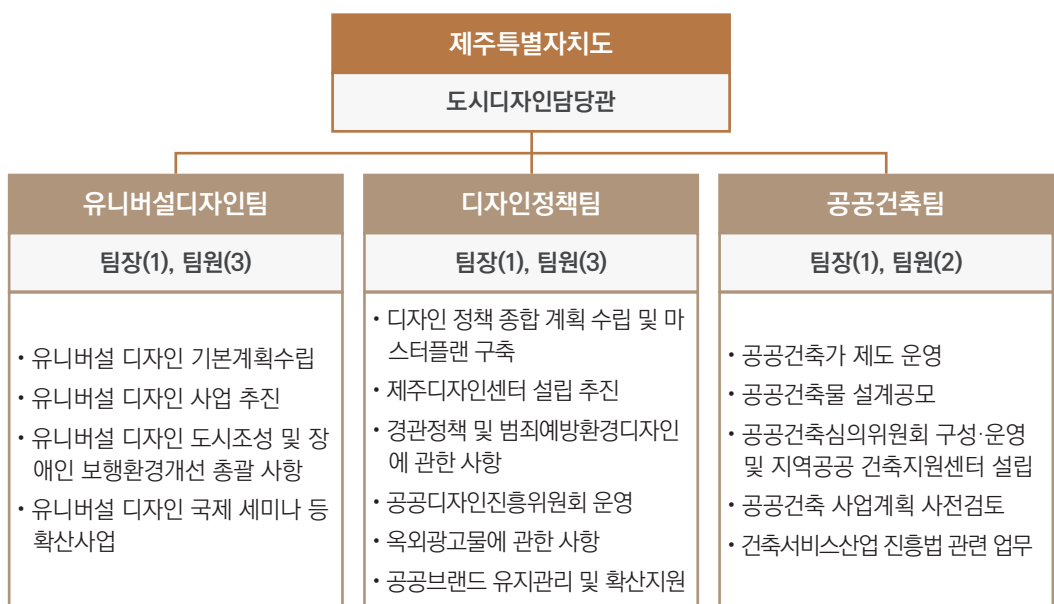 제주특별자치도
도시디자인담당관
유니버설디자인팀
팀장(1), 팀원(3)
• 유니버설 디자인 기본계획수립
• 유니버설 디자인 사업 추진
• 유니버설 디자인 도시조성 및 장
애인 보행환경개선 총괄 사항
• 유니버설 디자인 국제 세미나 등
확산사업
디자인정책팀
팀장(1), 팀원(3)
• 디자인 정책 종합 계획 수립 및 마
스터플랜 구축
• 제주디자인센터 설립 추진
• 경관정책 및 범죄예방환경디자인
에 관한 사항
• 공공디자인진흥위원회 운영
• 옥외광고물에 관한 사항
• 공공브랜드 유지관리 및 확산지원
공공건축팀
팀장(1), 팀원(2)
• 공공건축가 제도 운영
• 공공건축물 설계공모
• 공공건축심의위원회 구성·운영
및 지역공공 건축지원센터 설립
• 공공건축 사업계획 사전검토
• 건축서비스산업 진흥법 관련 업무